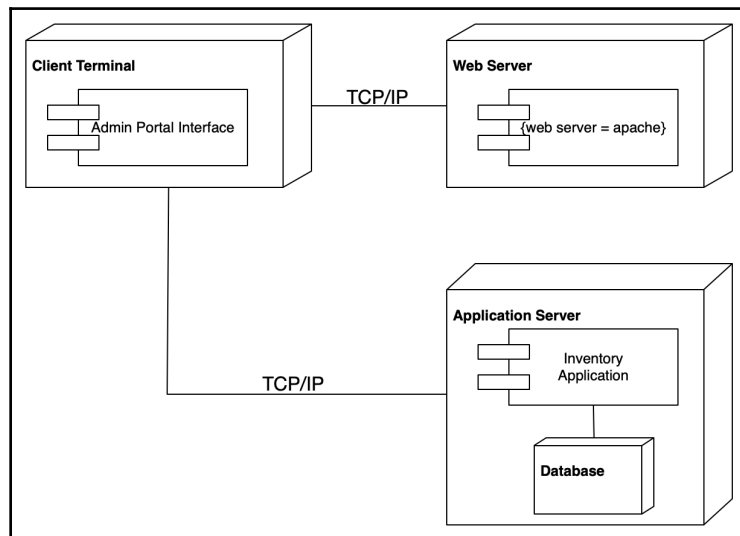 Client Terminal
Admin Portal Interface
TCP/IP
Web Server
{web server = apache}
TCP/IP
Application Server
Inventory
Application
Database